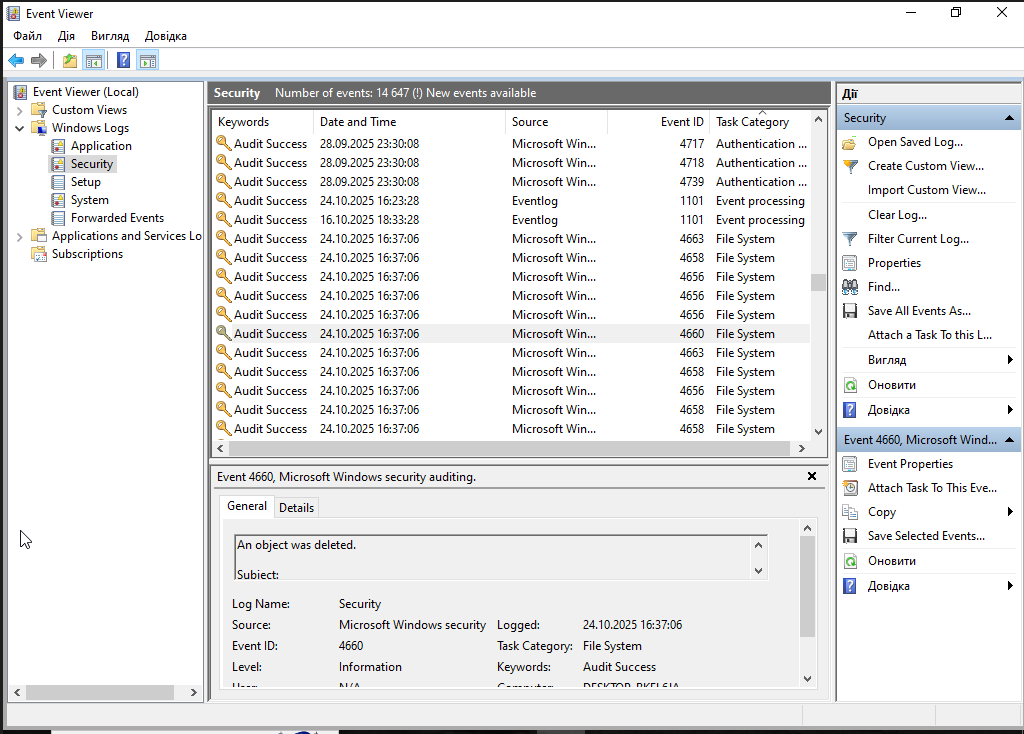 Event Viewer
Файл Дія Вигляд Довідка
Event Viewer (Local)
Custom Views
Windows Logs
Application
Security
Setup
System
Forwarded Events
Applications and Services Lo
Subscriptions
Security Number of events: 14 647 (!) New events available
Keywords Date and Time Source Event ID Task Category
Audit Success 28.09.2025 23:30:08 Microsoft Win... 4717 Authentication ...
Audit Success 28.09.2025 23:30:08 Microsoft Win... 4718 Authentication ...
Audit Success 28.09.2025 23:30:08 Microsoft Win... 4739 Authentication ...
Audit Success 24.10.2025 16:23:28 Eventlog 1101 Event processing
Audit Success 16.10.2025 18:33:28 Eventlog 1101 Event processing
Audit Success 24.10.2025 16:37:06 Microsoft Win... 4663 File System
Audit Success 24.10.2025 16:37:06 Microsoft Win... 4658 File System
Audit Success 24.10.2025 16:37:06 Microsoft Win... 4656 File System
Audit Success 24.10.2025 16:37:06 Microsoft Win... 4656 File System
Audit Success 24.10.2025 16:37:06 Microsoft Win... 4656 File System
Audit Success 24.10.2025 16:37:06 Microsoft Win... 4660 File System
Audit Success 24.10.2025 16:37:06 Microsoft Win... 4663 File System
Audit Success 24.10.2025 16:37:06 Microsoft Win... 4658 File System
Audit Success 24.10.2025 16:37:06 Microsoft Win... 4656 File System
Audit Success 24.10.2025 16:37:06 Microsoft Win... 4658 File System
Audit Success 24.10.2025 16:37:06 Microsoft Win... 4658 File System
Event 4660, Microsoft Windows security auditing.
General Details
An object was deleted.
Subject:
Log Name: Security
Source: Microsoft Windows security Logged: 24.10.2025 16:37:06
Event ID: 4660 Task Category: File System
Level: Information Keywords: Audit Success
User: N/A Computer:
Дії
Security
Open Saved Log...
Create Custom View...
Import Custom View...
Clear Log...
Filter Current Log...
Properties
Find...
Save All Events As...
Attach a Task To this L...
Вигляд
Оновити
Довідка
Event 4660, Microsoft Wind...
Event Properties
Attach Task To This Eve...
Copy
Save Selected Events...
Оновити
Довідка